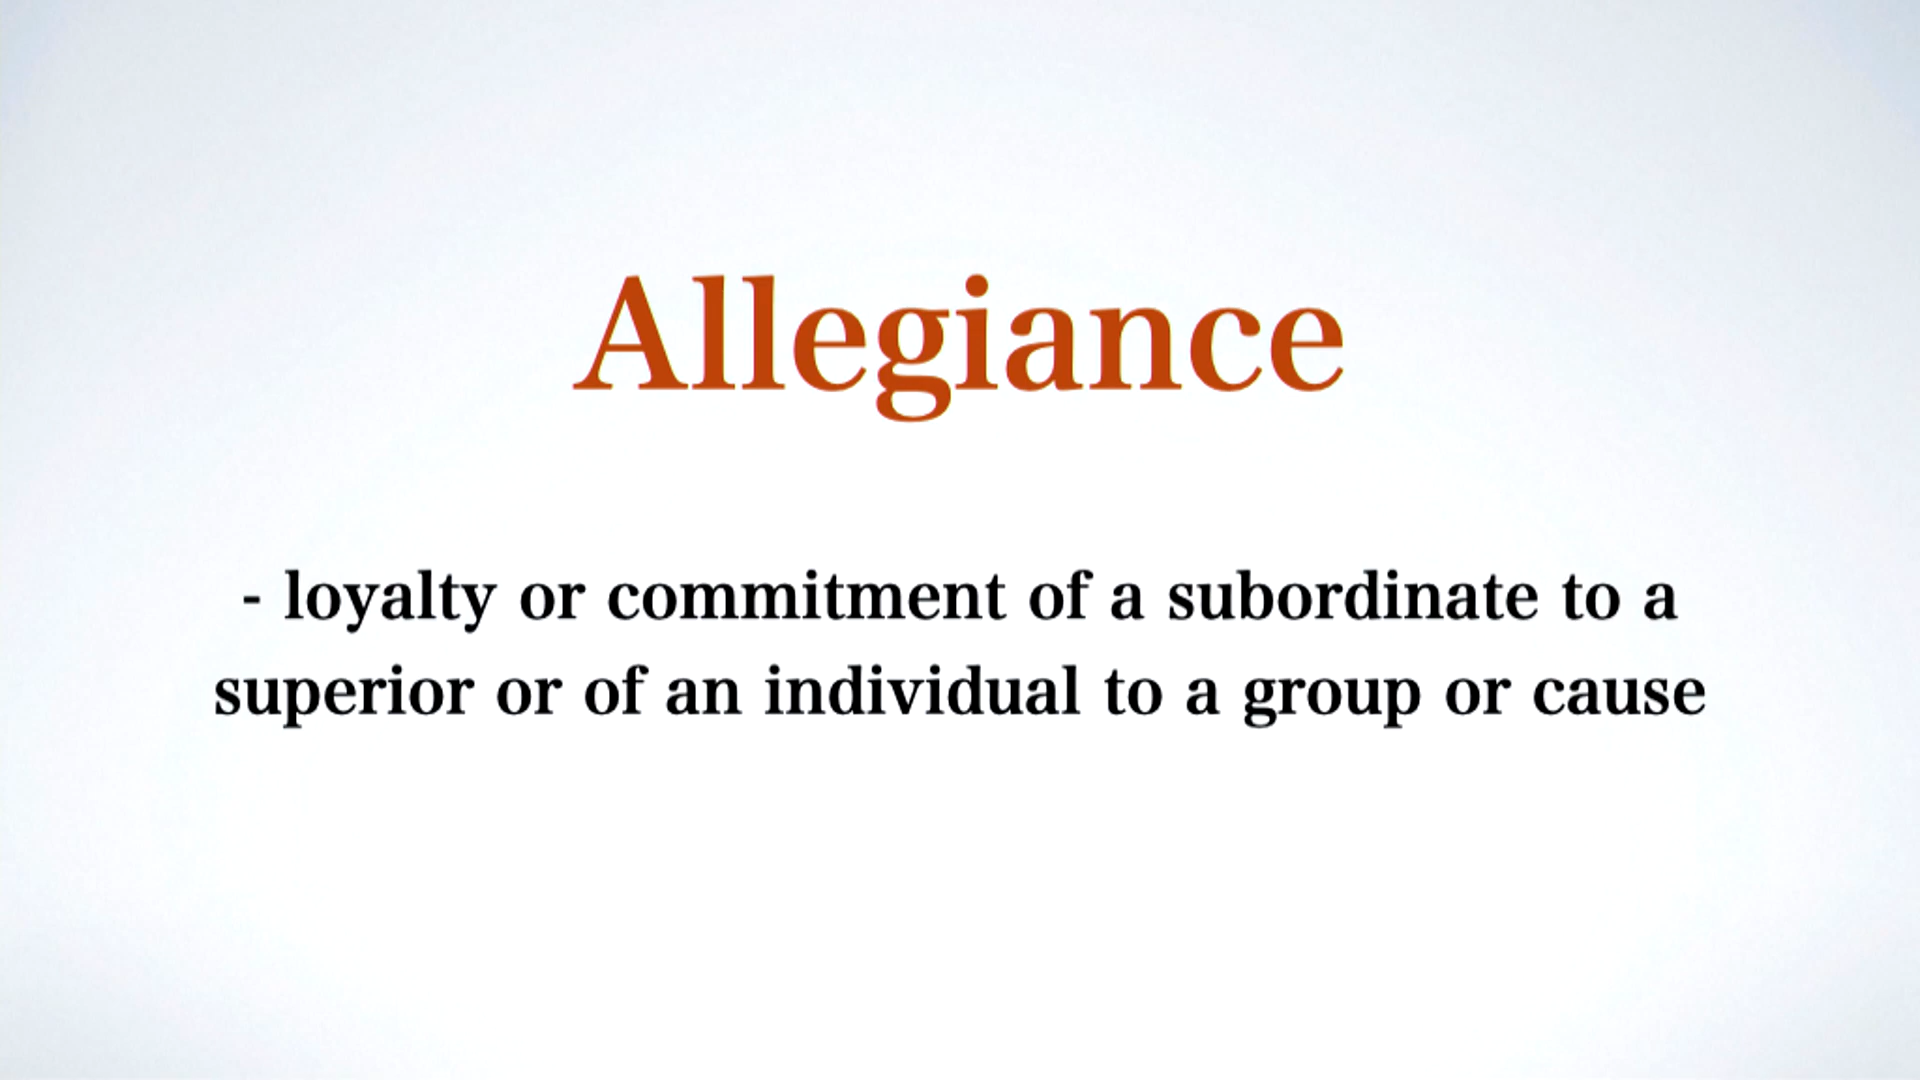 Allegiance
- loyalty or commitment of a subordinate to a
superior or of an individual to a group or cause